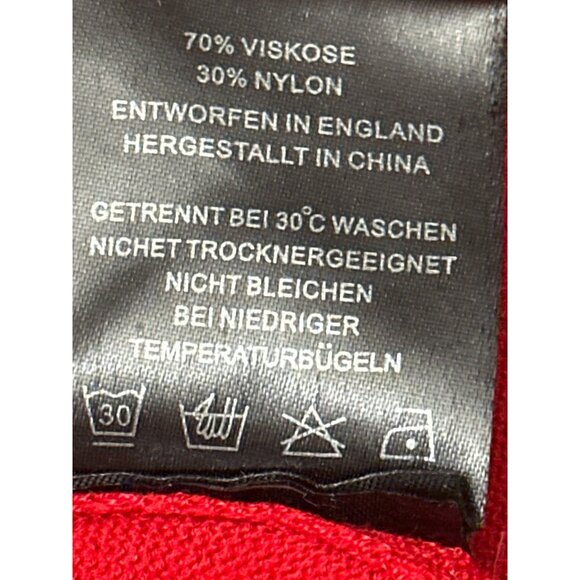 70% VISKOSE
30% NYLON
ENTWORFEN IN ENGLAND
HERGESTALLT IN CHINA
GETRENNT BEI 30°C WASCHEN
NICHET TROCKNERGEEIGNET
NICHT BLEICHEN
BEI NIEDRIGER
TEMPERATURBÜGELN
30